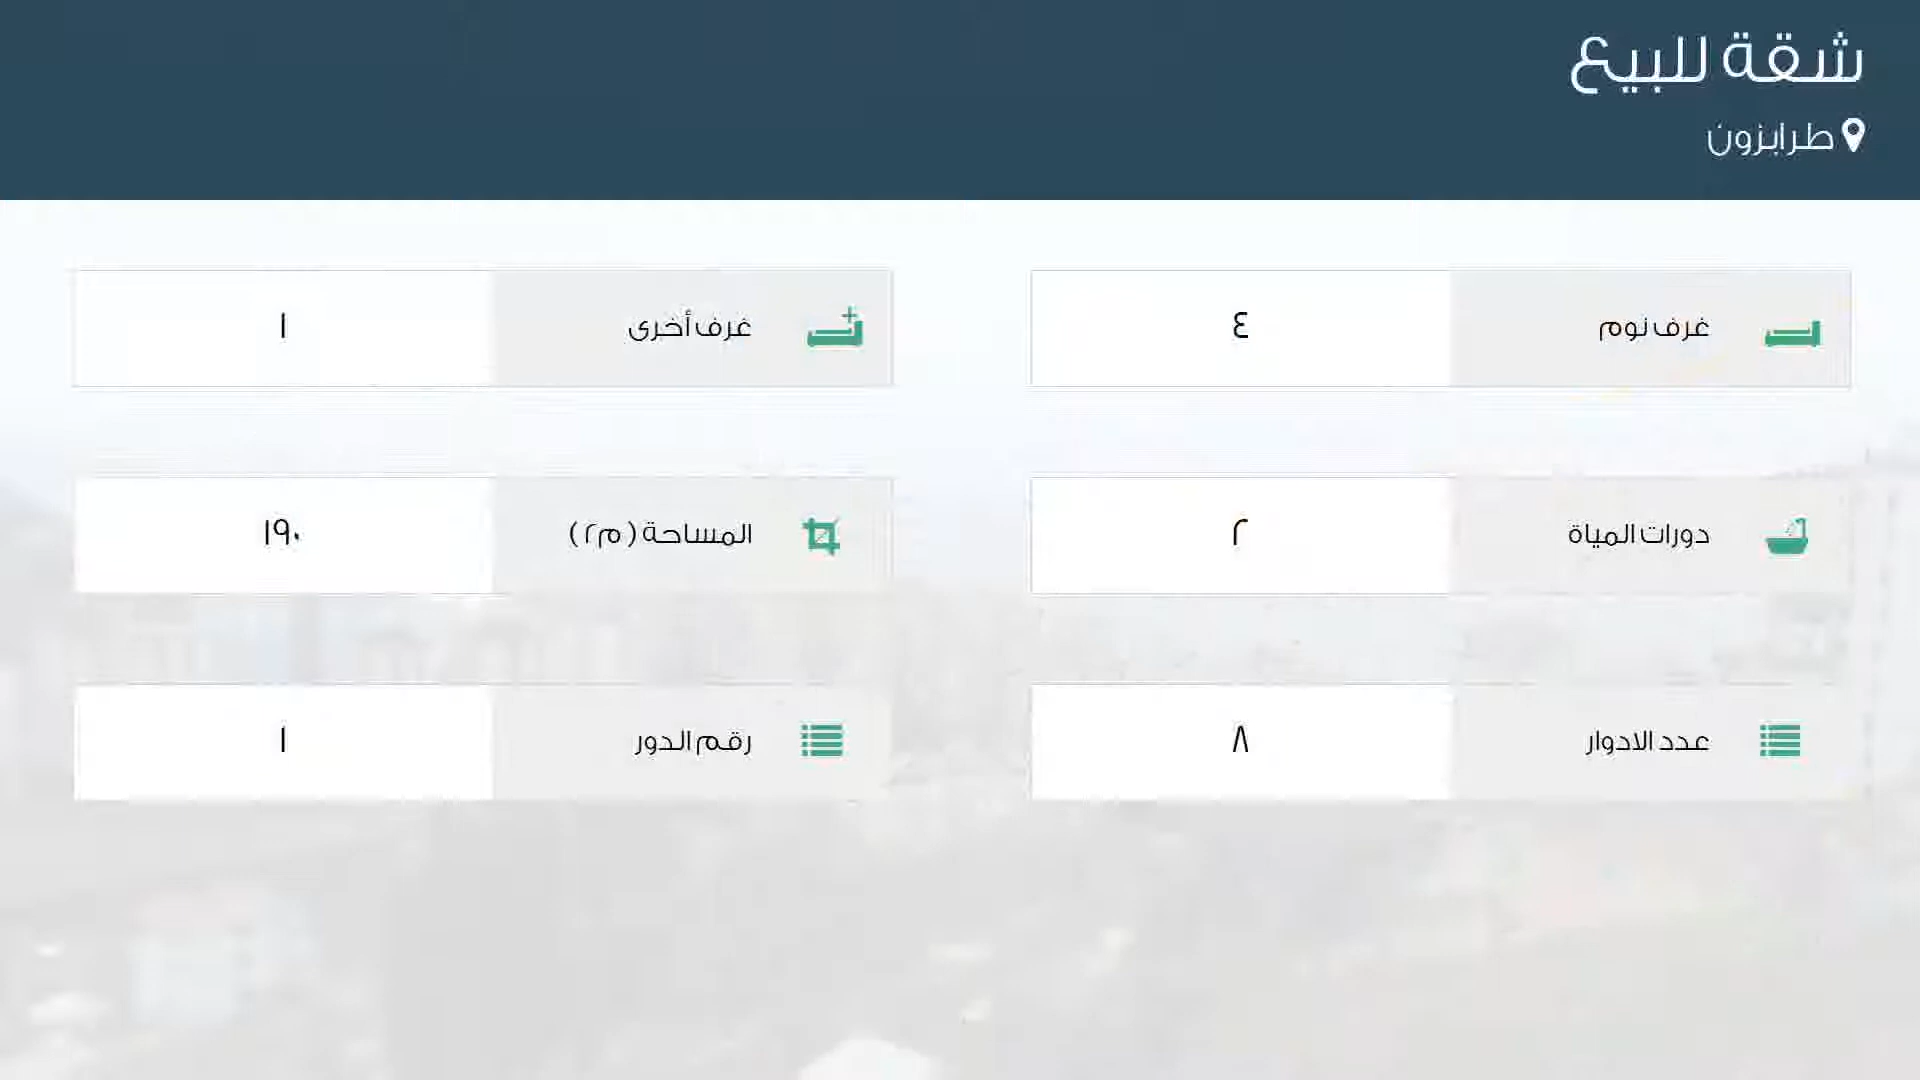 شقة للبيع
طرابزون
غرف نوم ٤
غرف أخرى ١
دورات المياة ٢
المساحة (م٢) ١٩٠
عدد الادوار ٨
رقم الدور ١